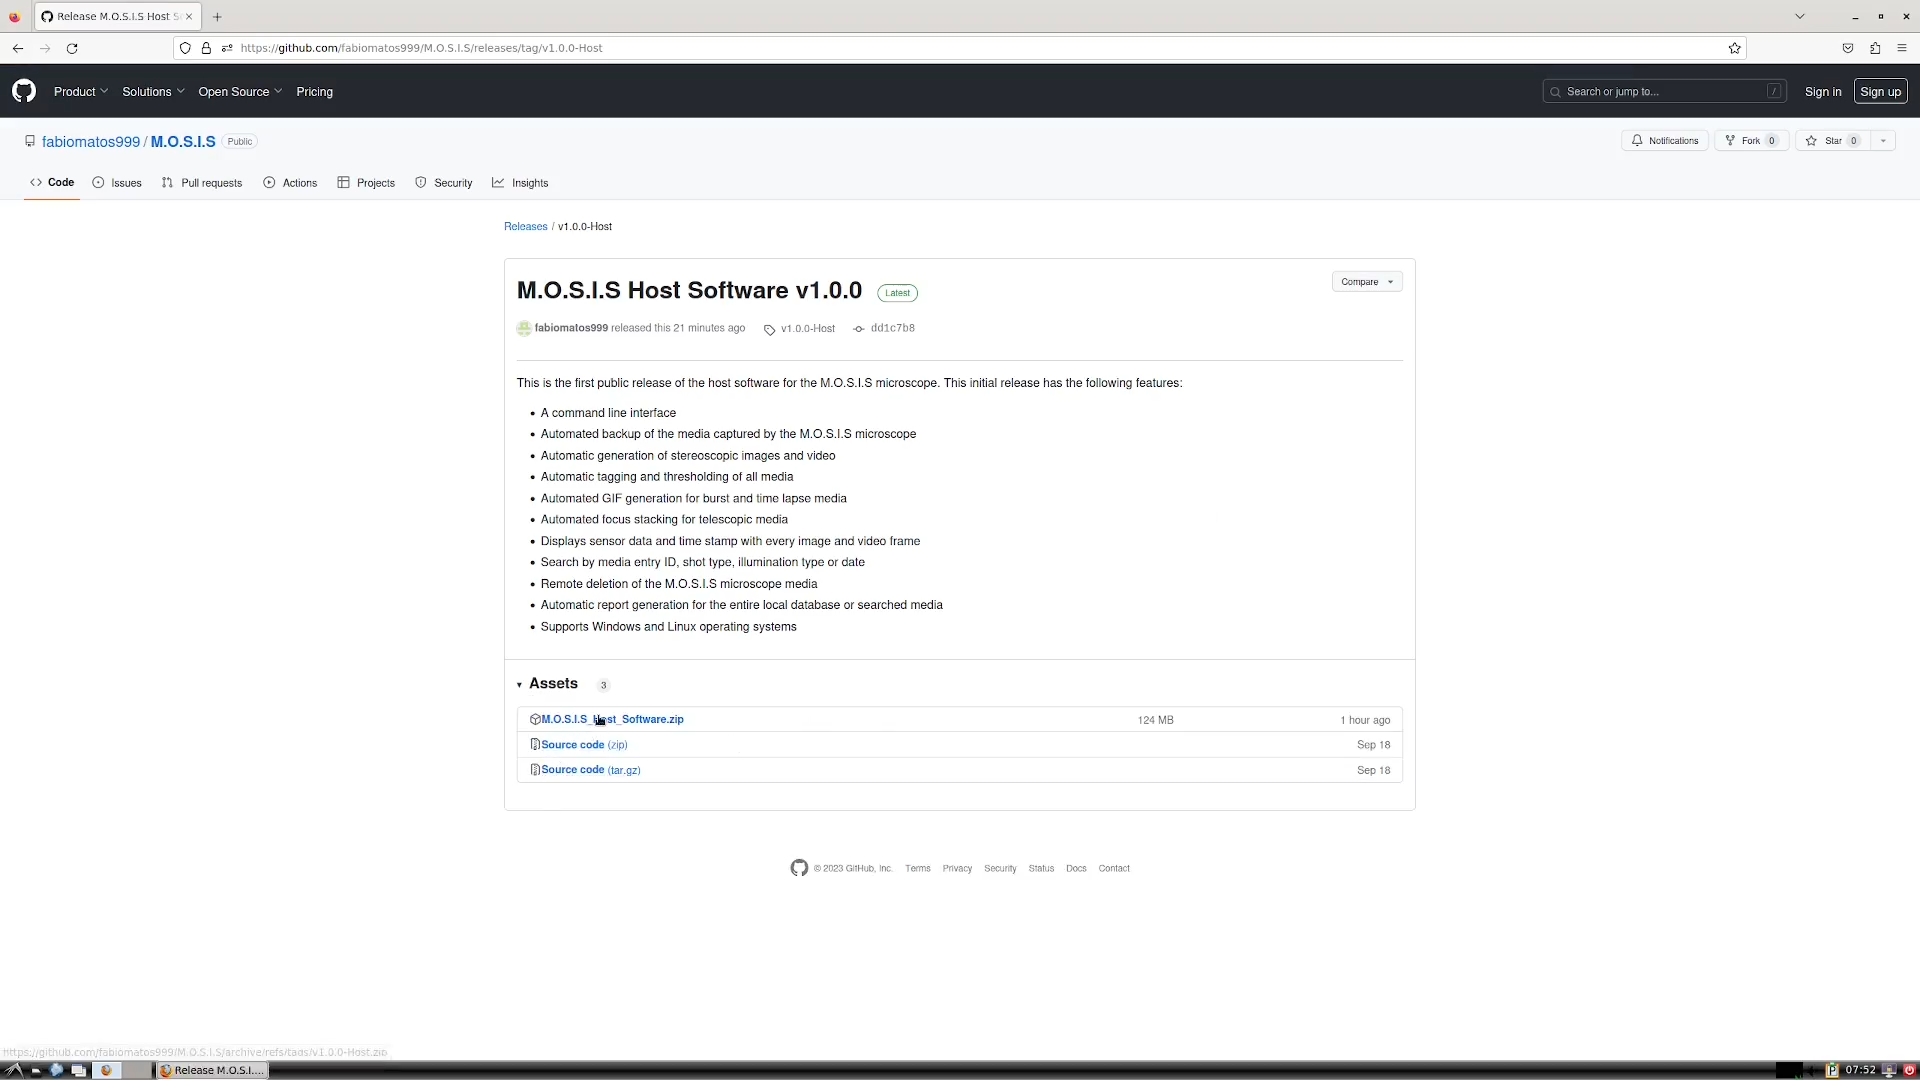 Release M.O.S.I.S Host S
https://github.com/fabiomatos999/M.O.S.I.S/releases/tag/v1.0.0-Host
Product Solutions Open Source Pricing Search or jump to... / Sign in Sign up
fabiomatos999 / M.O.S.I.S Public Notifications Fork 0 Star 0
Code Issues Pull requests Actions Projects Security Insights
Releases / v1.0.0-Host
M.O.S.I.S Host Software v1.0.0 Latest Compare
fabiomatos999 released this 21 minutes ago v1.0.0-Host dd1c7b8
This is the first public release of the host software for the M.O.S.I.S microscope. This initial release has the following features:
• A command line interface
• Automated backup of the media captured by the M.O.S.I.S microscope
• Automatic generation of stereoscopic images and video
• Automatic tagging and thresholding of all media
• Automated GIF generation for burst and time lapse media
• Automated focus stacking for telescopic media
• Displays sensor data and time stamp with every image and video frame
• Search by media entry ID, shot type, illumination type or date
• Remote deletion of the M.O.S.I.S microscope media
• Automatic report generation for the entire local database or searched media
• Supports Windows and Linux operating systems
Assets 3
M.O.S.I.S_Host_Software.zip 124 MB 1 hour ago
Source code (zip) Sep 18
Source code (tar.gz) Sep 18
© 2023 GitHub, Inc. Terms Privacy Security Status Docs Contact
https://github.com/fabiomatos999/M.O.S.I.S/archive/refs/tags/v1.0.0-Host.zip
Release M.O.S.I.... 07:52